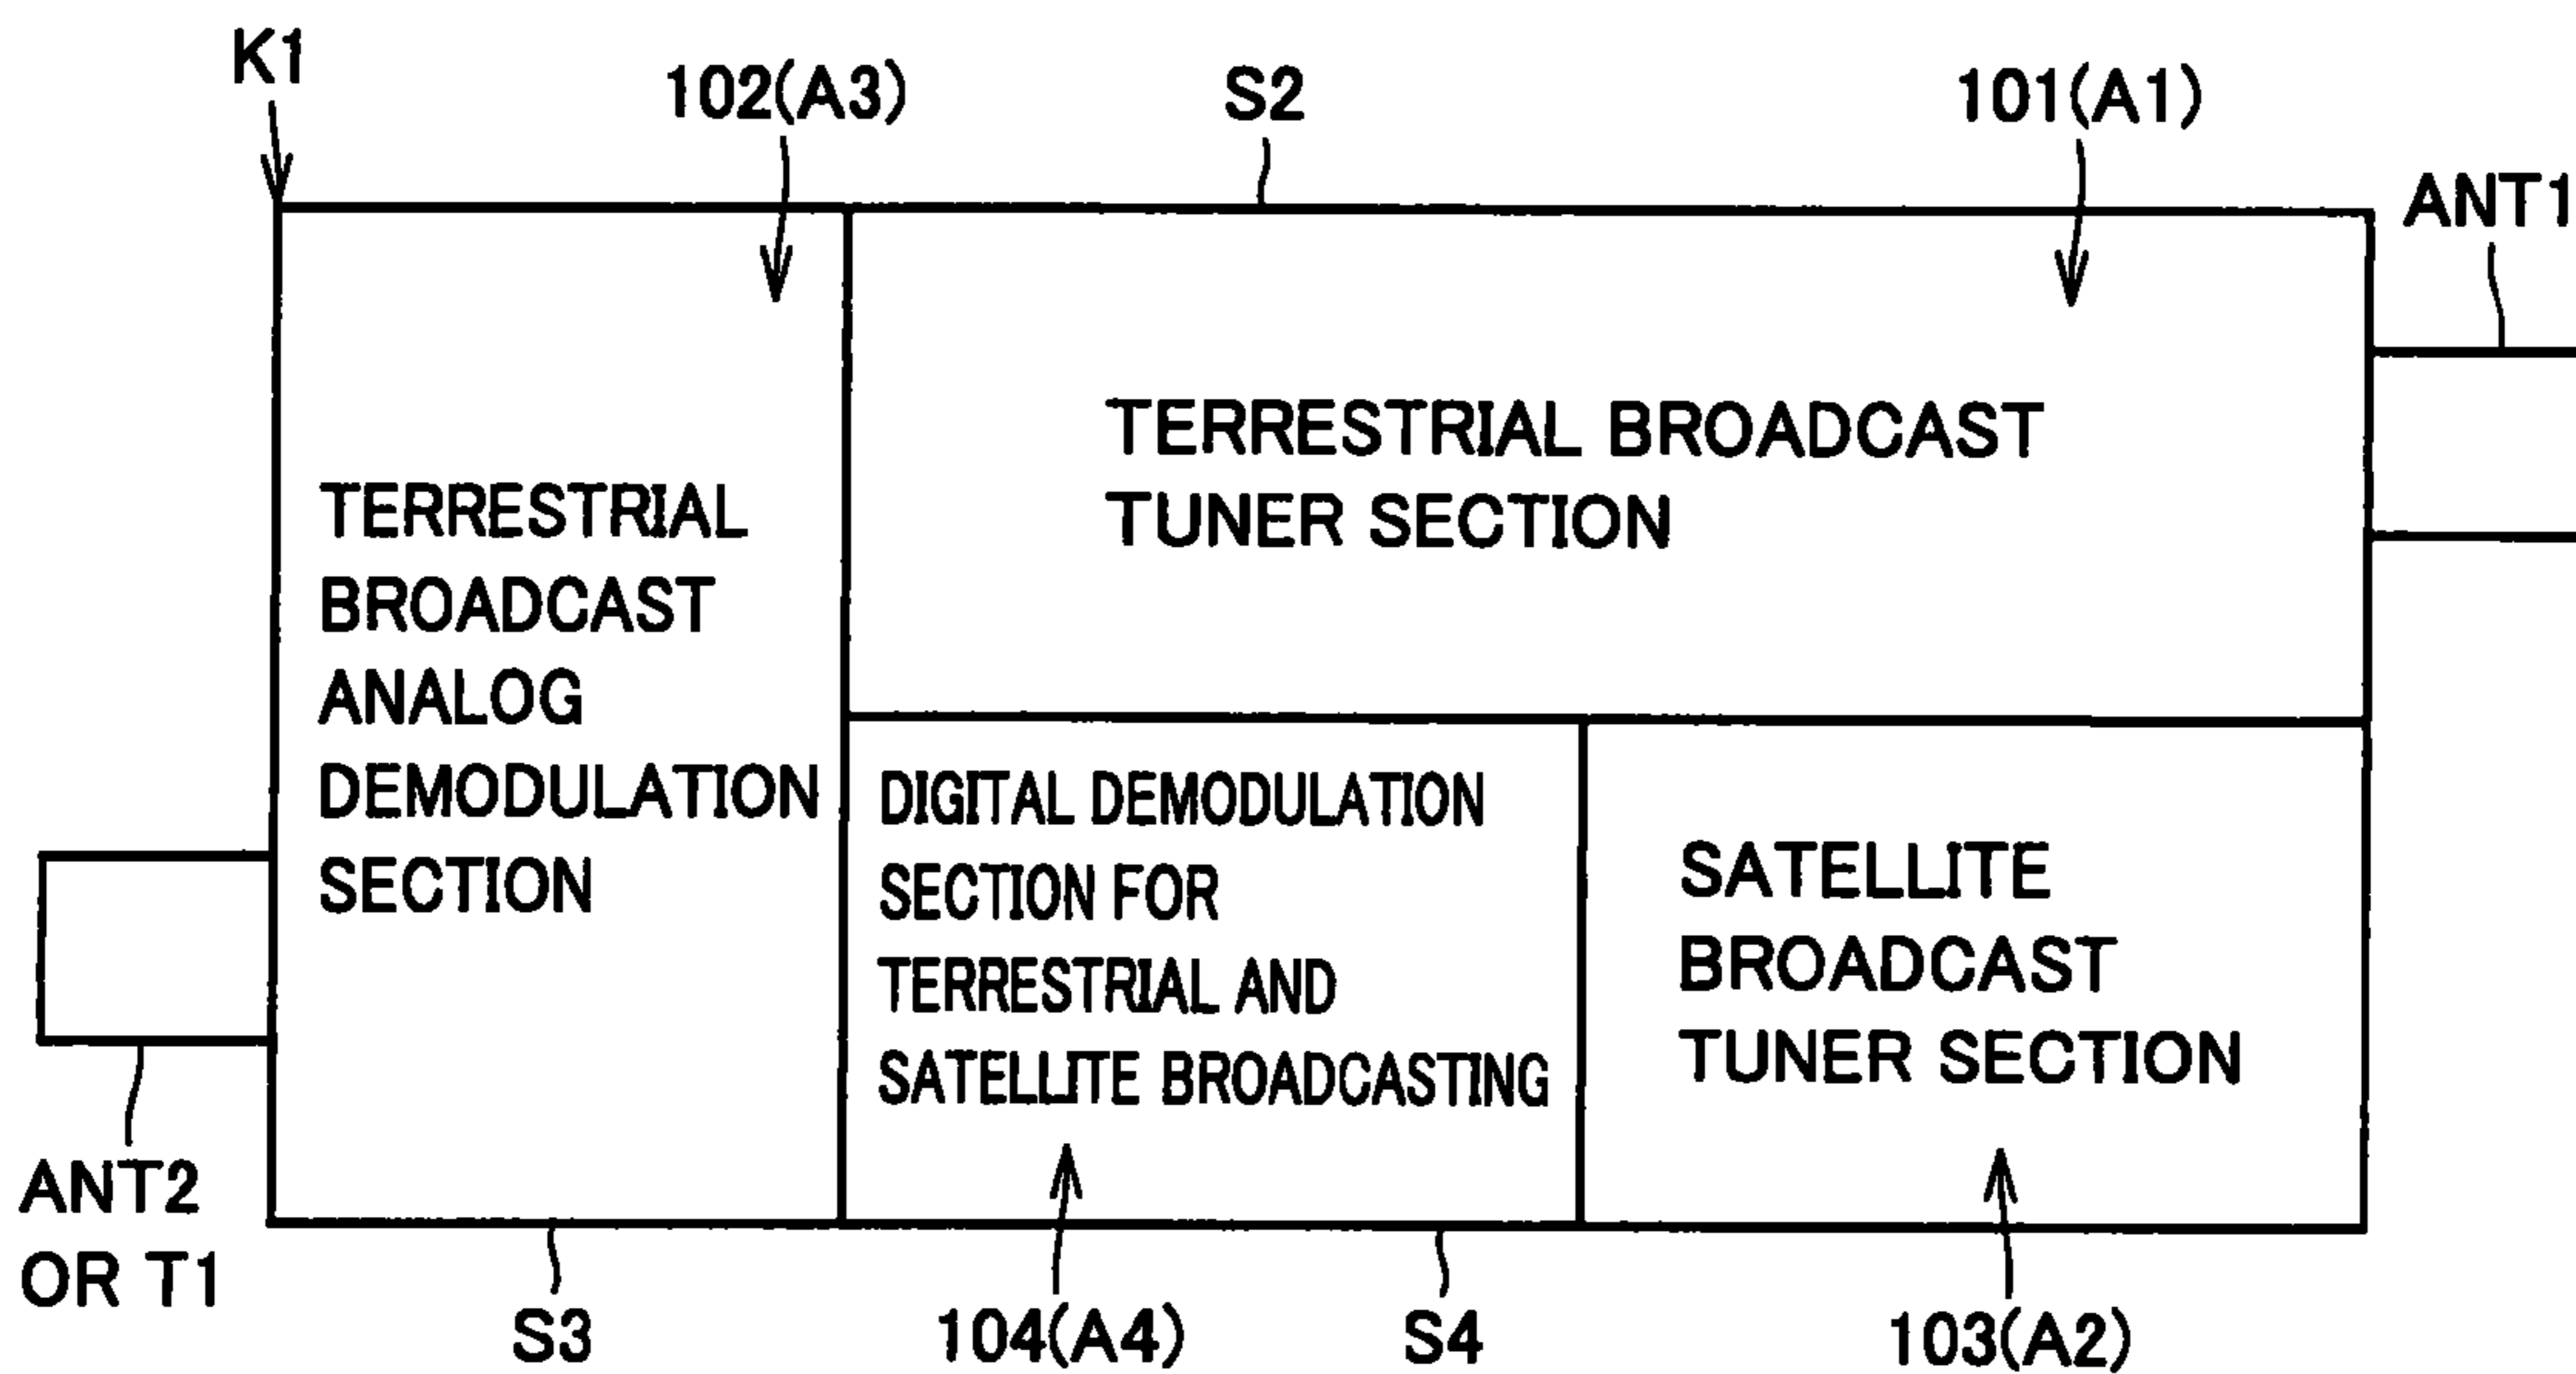 K1
102(A3)
S2
101(A1)
ANT1
TERRESTRIAL BROADCAST
TUNER SECTION
TERRESTRIAL
BROADCAST
ANALOG
DEMODULATION
SECTION
DIGITAL DEMODULATION
SECTION FOR
TERRESTRIAL AND
SATELLITE BROADCASTING
SATELLITE
BROADCAST
TUNER SECTION
ANT2
OR T1
S3
104(A4)
S4
103(A2)